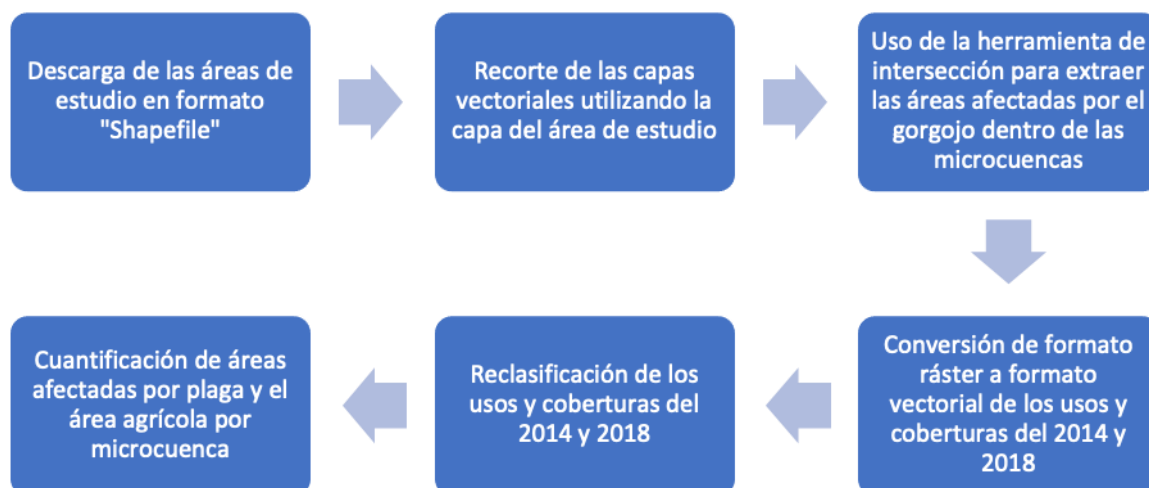 Descarga de las áreas de
estudio en formato
"Shapefile"
Recorte de las capas
vectoriales utilizando la
capa del área de estudio
Uso de la herramienta de
intersección para extraer
las áreas afectadas por el
gorgojo dentro de las
microcuencas
Conversión de formato
ráster a formato
vectorial de los usos y
coberturas del 2014 y
2018
Reclasificación de los
usos y coberturas del
2014 y 2018
Cuantificación de áreas
afectadas por plaga y el
área agrícola por
microcuenca